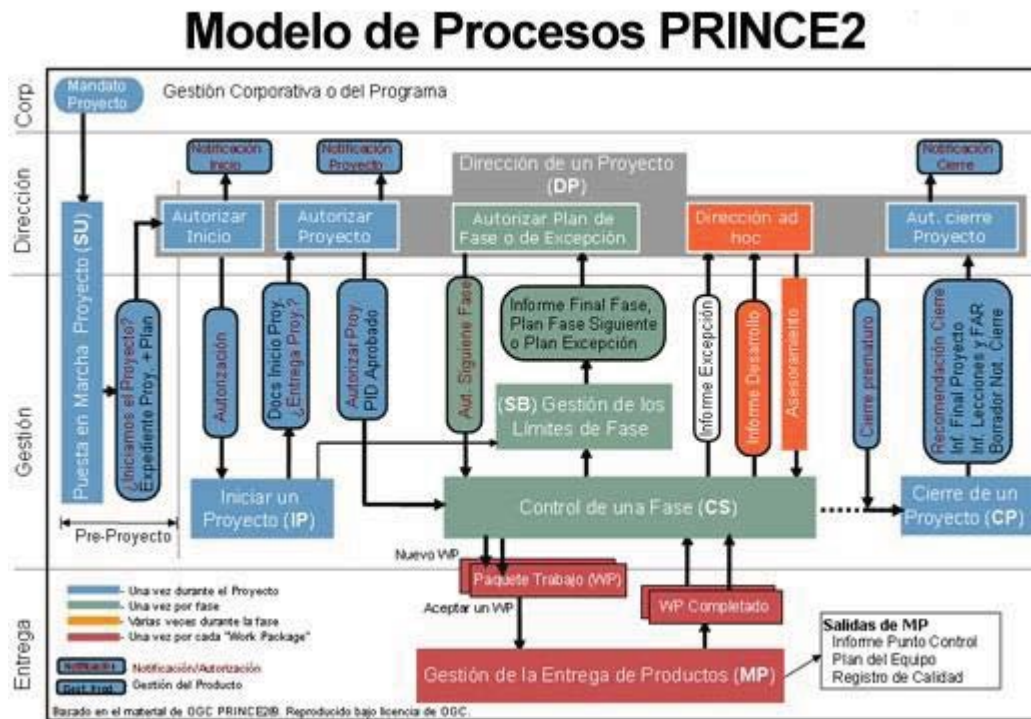 Modelo de Procesos PRINCE2
Corp.
Mandato
Proyecto
Gestión Corporativa o del Programa
Dirección
Notificación
Inicio
Notificación
Proyecto
Dirección de un Proyecto
(DP)
Notificación
Cierre
Autorizar
Inicio
Autorizar
Proyecto
Autorizar Plan de
Fase o de Excepción
Dirección ad
hoc
Aut. cierre
Proyecto
Gestión
Puesta en Marcha Proyecto (SU)
¿Iniciamos el Proyecto?
Expediente Proy. + Plan
Autorización
Docs Inicio Proy.
¿Entrega Proy.?
Autorizar Proy.
PID Aprobado
Aut. Siguiene Fase
Informe Final Fase,
Plan Fase Siguiente
o Plan Excepción
Informe Excepción
Informe Desarrollo
Asesoramiento
Cierre prematuro
Recomendación Cierre
Inf. Final Proyecto
Inf. Lecciones y FAR
Borrador Not. Cierre
(SB) Gestión de los
Límites de Fase
Iniciar un
Proyecto (IP)
Control de una Fase (CS)
Cierre de un
Proyecto (CP)
Pre-Proyecto
Entrega
Nuevo WP
Paquete Trabajo (WP)
Aceptar un WP
WP Completado
Gestión de la Entrega de Productos (MP)
Salidas de MP
Informe Punto Control
Plan del Equipo
Registro de Calidad
- Una vez durante el Proyecto
- Una vez por fase
- Várias veces durante la fase
- Una vez por cada "Work Package"
Notificación/Autorización
Gestión del Producto
Basado en el material de OGC PRINCE2®. Reproducido bajo licencia de OGC.